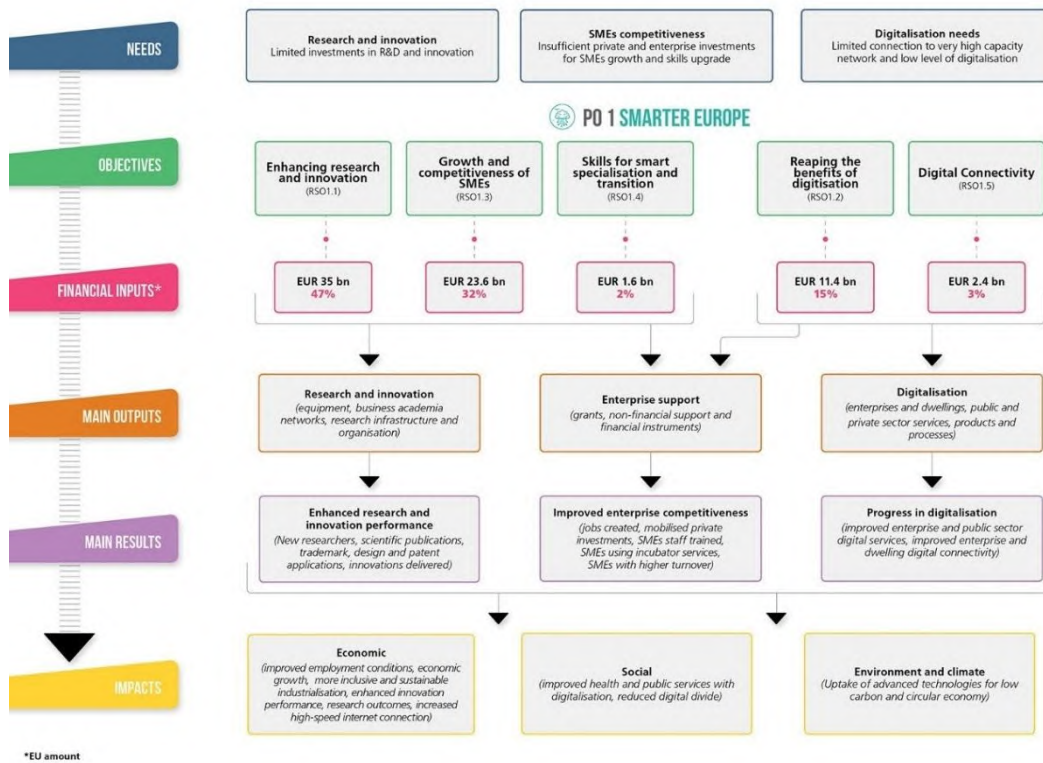 NEEDS
Research and innovation
Limited investments in R&D and innovation
SMEs competitiveness
Insufficient private and enterprise investments
for SMEs growth and skills upgrade
Digitalisation needs
Limited connection to very high capacity
network and low level of digitalisation
PO 1 SMARTER EUROPE
OBJECTIVES
Enhancing research
and innovation
(RSO1.1)
Growth and
competitiveness of
SMEs
(RSO1.3)
Skills for smart
specialisation and
transition
(RSO1.4)
Reaping the
benefits of
digitisation
(RSO1.2)
Digital Connectivity
(RSO1.5)
FINANCIAL INPUTS*
EUR 35 bn
47%
EUR 23.6 bn
32%
EUR 1.6 bn
2%
EUR 11.4 bn
15%
EUR 2.4 bn
3%
MAIN OUTPUTS
Research and innovation
(equipment, business academia
networks, research infrastructure and
organisation)
Enterprise support
(grants, non-financial support and
financial instruments)
Digitalisation
(enterprises and dwellings, public and
private sector services, products and
processes)
MAIN RESULTS
Enhanced research and
innovation performance
(New researchers, scientific publications,
trademark, design and patent
applications, innovations delivered)
Improved enterprise competitiveness
(jobs created, mobilised private
investments, SMEs staff trained,
SMEs using incubator services,
SMEs with higher turnover)
Progress in digitalisation
(improved enterprise and public sector
digital services, improved enterprise and
dwelling digital connectivity)
IMPACTS
Economic
(improved employment conditions, economic
growth, more inclusive and sustainable
industrialisation, enhanced innovation
performance, research outcomes, increased
high-speed internet connection)
Social
(improved health and public services with
digitalisation, reduced digital divide)
Environment and climate
(Uptake of advanced technologies for low
carbon and circular economy)
*EU amount